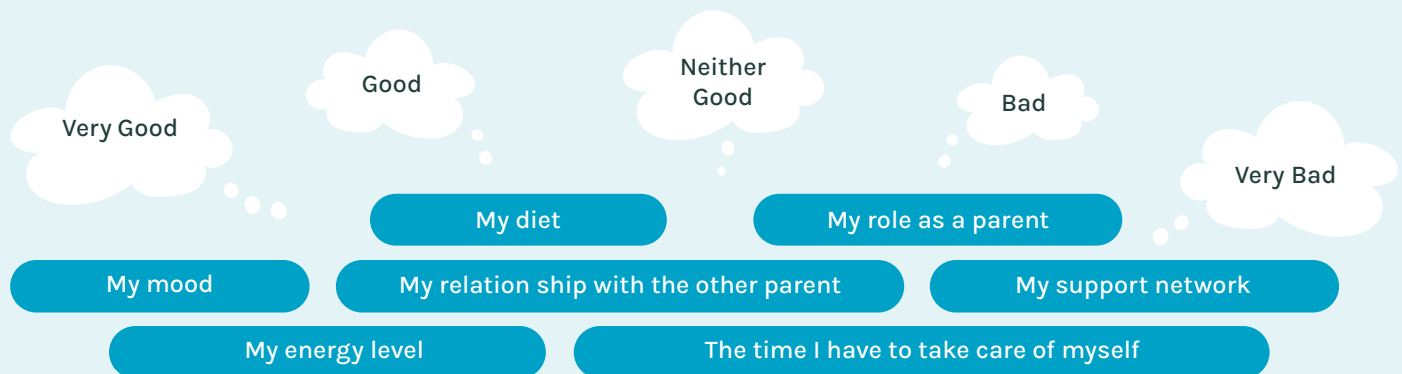 Very Good
Good
Neither
Good
Bad
Very Bad
My diet
My role as a parent
My mood
My relation ship with the other parent
My support network
My energy level
The time I have to take care of myself